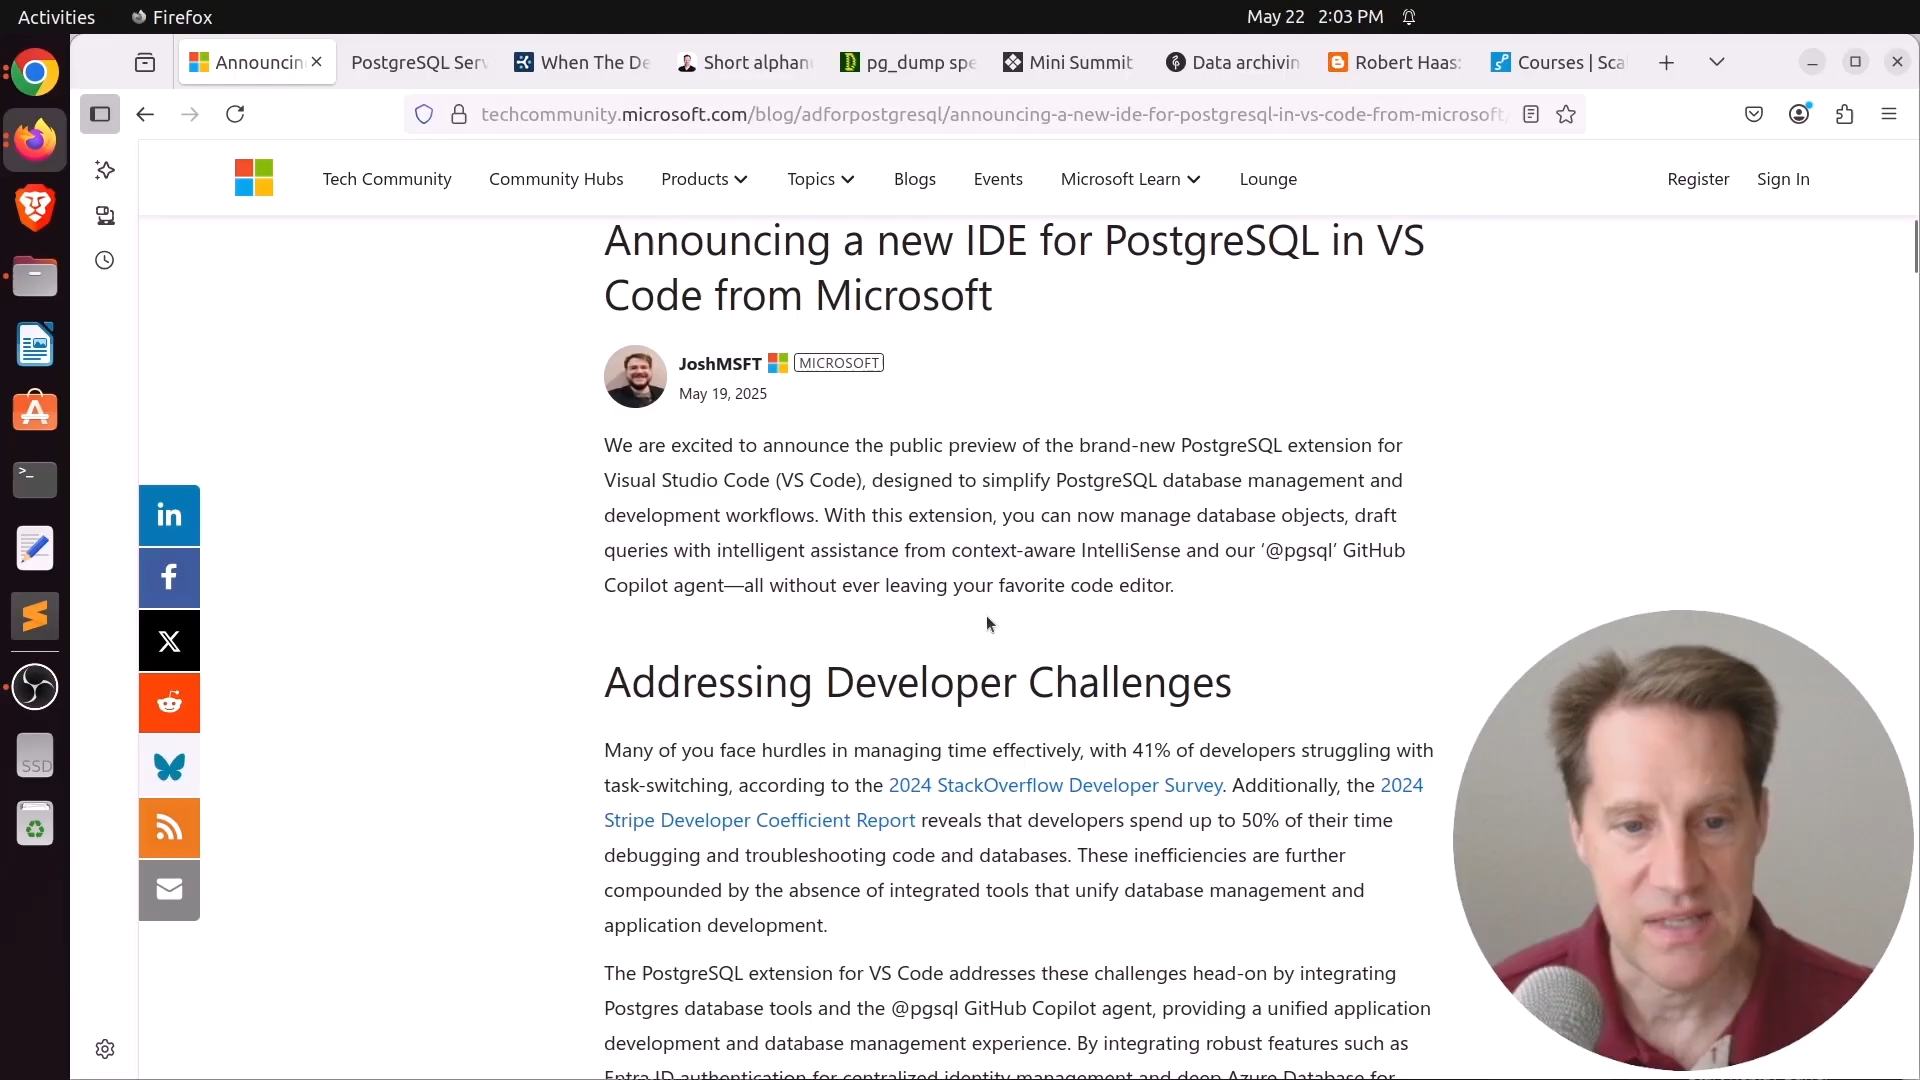 Activities
Firefox
May 22 2:03 PM
Announcin
PostgreSQL Serv
When The De
Short alphan
pg_dump spe
Mini Summit
Data archivin
Robert Haas:
Courses | Sca
techcommunity.microsoft.com/blog/adforpostgresql/announcing-a-new-ide-for-postgresql-in-vs-code-from-microsoft/
Tech Community
Community Hubs
Products
Topics
Blogs
Events
Microsoft Learn
Lounge
Register
Sign In
Announcing a new IDE for PostgreSQL in VS
Code from Microsoft
JoshMSFT MICROSOFT
May 19, 2025
We are excited to announce the public preview of the brand-new PostgreSQL extension for
Visual Studio Code (VS Code), designed to simplify PostgreSQL database management and
development workflows. With this extension, you can now manage database objects, draft
queries with intelligent assistance from context-aware IntelliSense and our ‘@pgsql’ GitHub
Copilot agent—all without ever leaving your favorite code editor.
Addressing Developer Challenges
Many of you face hurdles in managing time effectively, with 41% of developers struggling with
task-switching, according to the 2024 StackOverflow Developer Survey. Additionally, the 2024
Stripe Developer Coefficient Report reveals that developers spend up to 50% of their time
debugging and troubleshooting code and databases. These inefficiencies are further
compounded by the absence of integrated tools that unify database management and
application development.
The PostgreSQL extension for VS Code addresses these challenges head-on by integrating
Postgres database tools and the @pgsql GitHub Copilot agent, providing a unified application
development and database management experience. By integrating robust features such as
Entra ID authentication for centralized identity management and deep Azure Database for
SSD